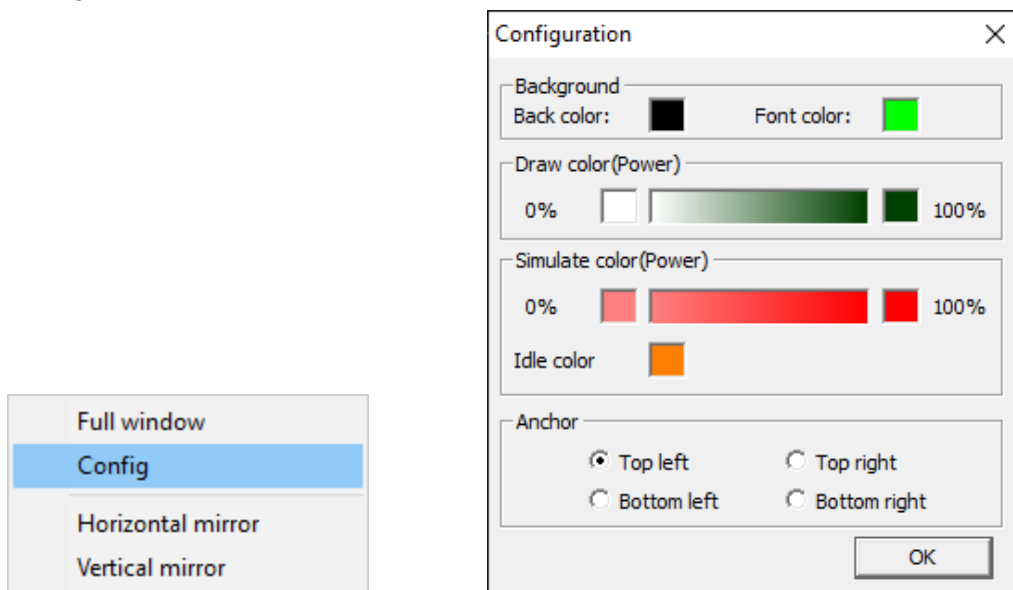 Full window
Config
Horizontal mirror
Vertical mirror
Configuration
Background
Back color: Font color:
Draw color(Power)
0% 100%
Simulate color(Power)
0% 100%
Idle color
Anchor
Top left Top right
Bottom left Bottom right
OK